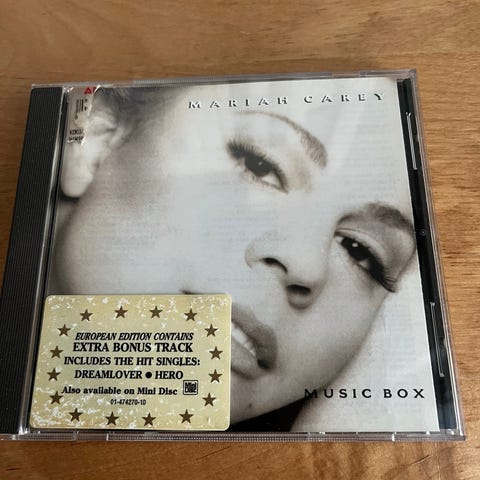 MARIAH CAREY
EUROPEAN EDITION CONTAINS
EXTRA BONUS TRACK
INCLUDES THE HIT SINGLES:
DREAMLOVER ● HERO
Also available on Mini Disc
01-474270-10
MUSIC BOX